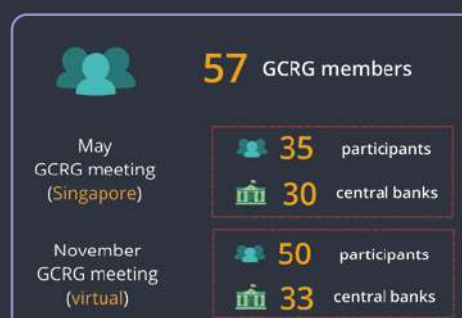 57 GCRG members
May
GCRG meeting
(Singapore)
35 participants
30 central banks
November
GCRG meeting
(virtual)
50 participants
33 central banks